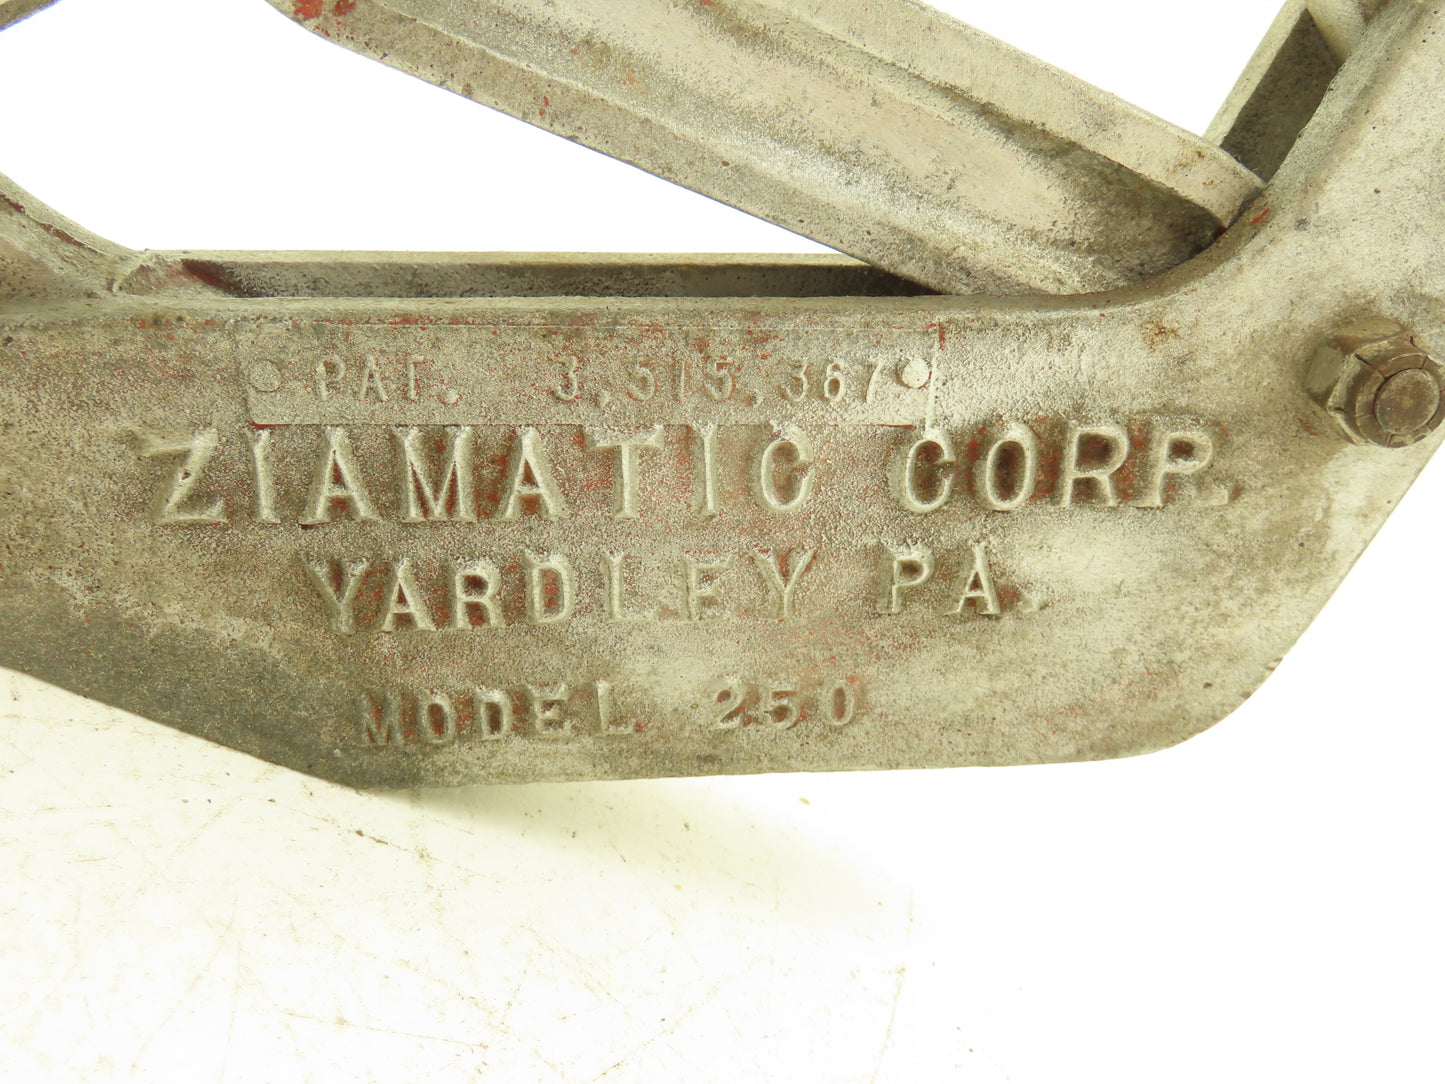 PAT. 3,515,367
ZIAMATIC CORP.
YARDLEY PA.
MODEL 250